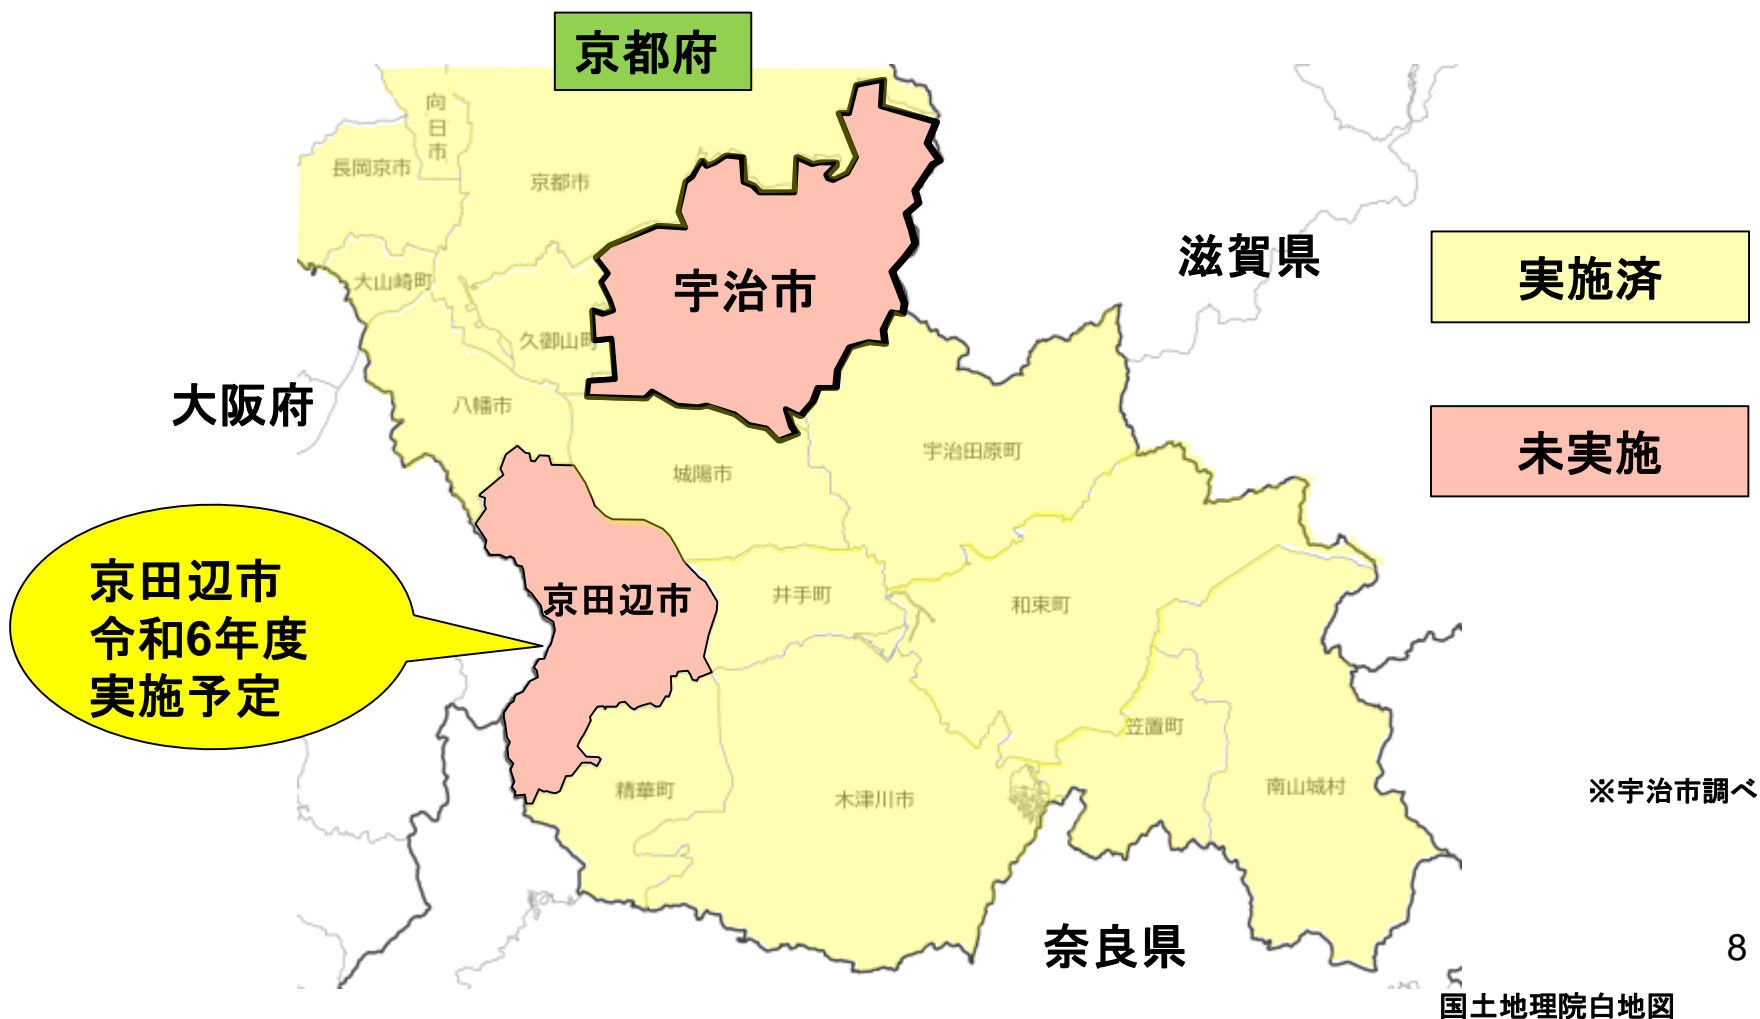 京都府
向日市
長岡京市
京都市
滋賀県
実施済
大山崎町
宇治市
久御山町
大阪府
八幡市
宇治田原町
未実施
城陽市
京田辺市
令和6年度
実施予定
京田辺市
井手町
和束町
笠置町
精華町
木津川市
南山城村
※宇治市調べ
奈良県
8
国土地理院白地図